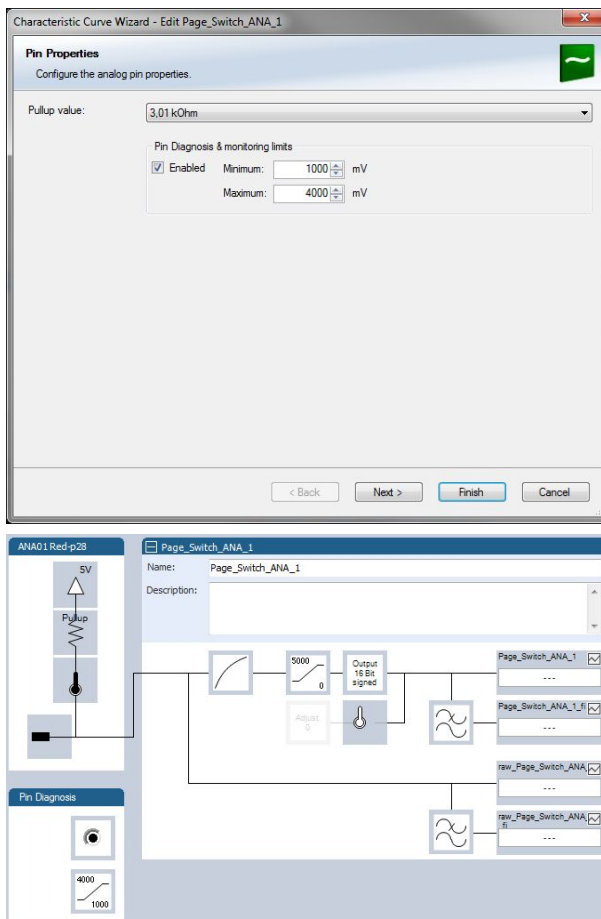 Characteristic Curve Wizard - Edit Page_Switch_ANA_1
Pin Properties
Configure the analog pin properties.
Pullup value:
3,01 kOhm
Pin Diagnosis & monitoring limits
Enabled
Minimum:
1000
mV
Maximum:
4000
mV
< Back
Next >
Finish
Cancel
ANA01 Red-p28
5V
Pullup
Page_Switch_ANA_1
Name:
Page_Switch_ANA_1
Description:
5000
0
Output
16 Bit
signed
Adjust
0
Page_Switch_ANA_1
---
Page_Switch_ANA_1_fi
---
raw_Page_Switch_ANA_
---
raw_Page_Switch_ANA_
fi
---
Pin Diagnosis
4000
1000